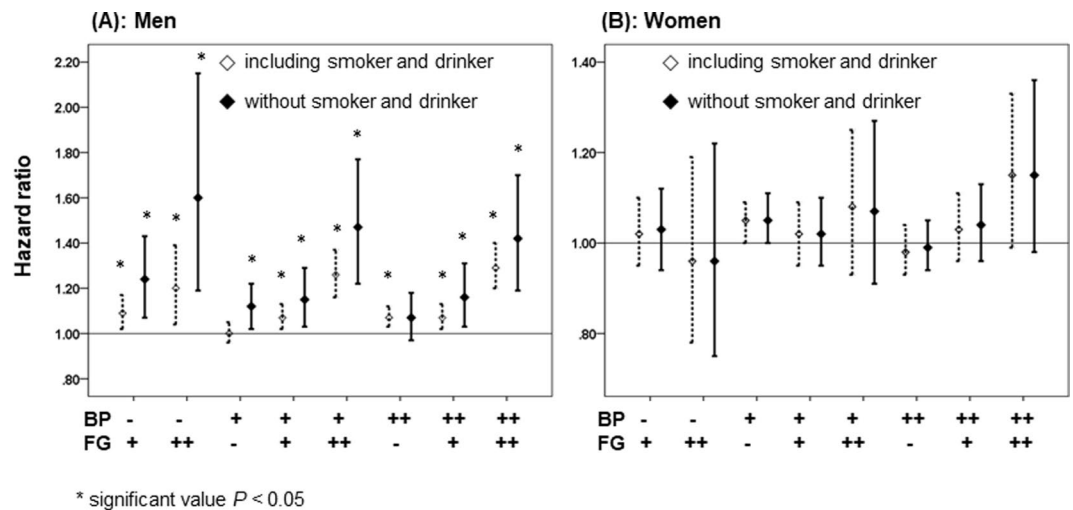 (A): Men
(B): Women
Hazard ratio
2.20
2.00
1.80
1.60
1.40
1.20
1.00
.80
◇ including smoker and drinker
◆ without smoker and drinker
* * * * * * * * * * * * * *
BP - - + + + ++ ++ ++
FG + ++ - + ++ - + ++
1.40
1.20
1.00
.80
◇ including smoker and drinker
◆ without smoker and drinker
- - + + + ++ ++ ++
+ ++ - + ++ - + ++
* significant value P < 0.05